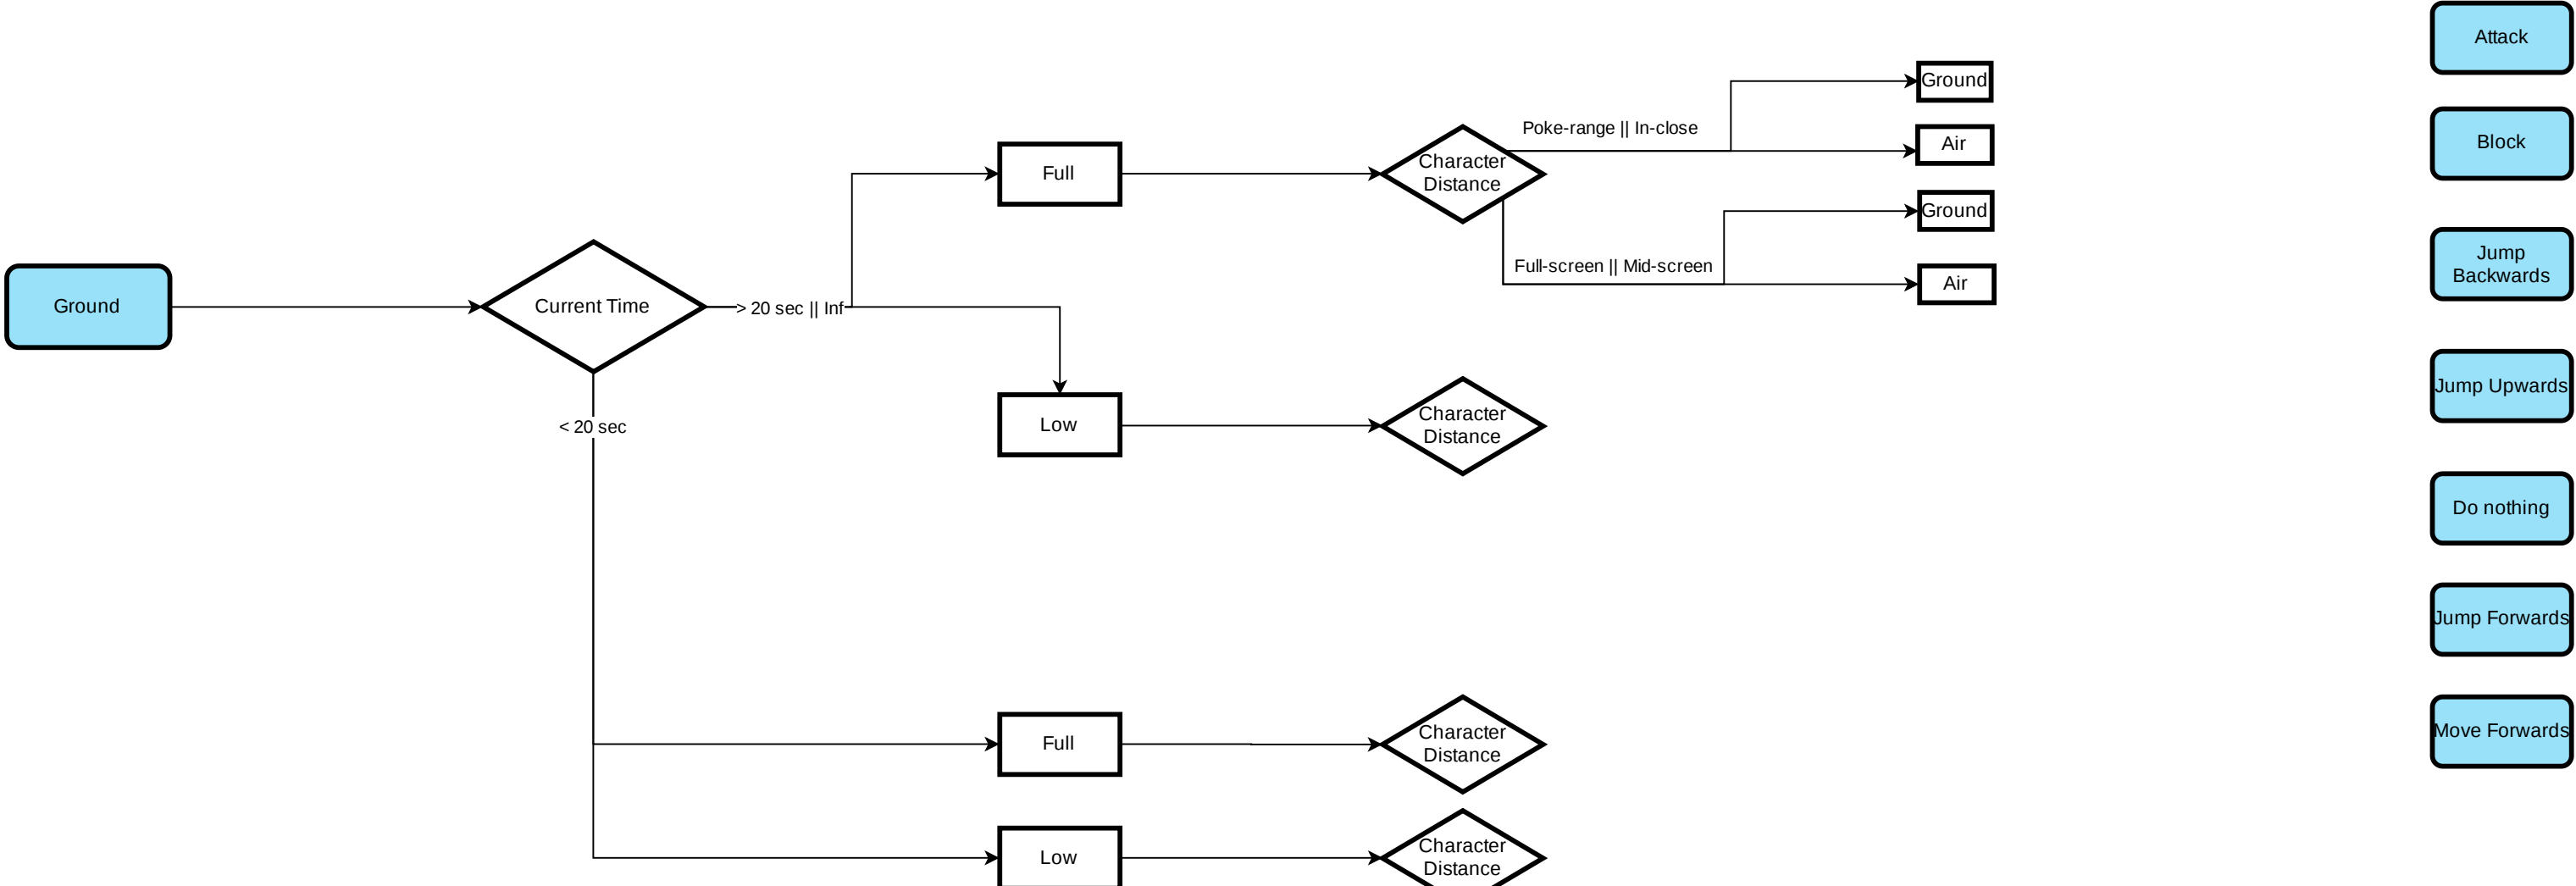 Ground
Current Time
> 20 sec || Inf
< 20 sec
Full
Character
Distance
Poke-range || In-close
Ground
Air
Full-screen || Mid-screen
Ground
Air
Low
Character
Distance
Full
Character
Distance
Low
Character
Distance
Attack
Block
Jump
Backwards
Jump Upwards
Do nothing
Jump Forwards
Move Forwards